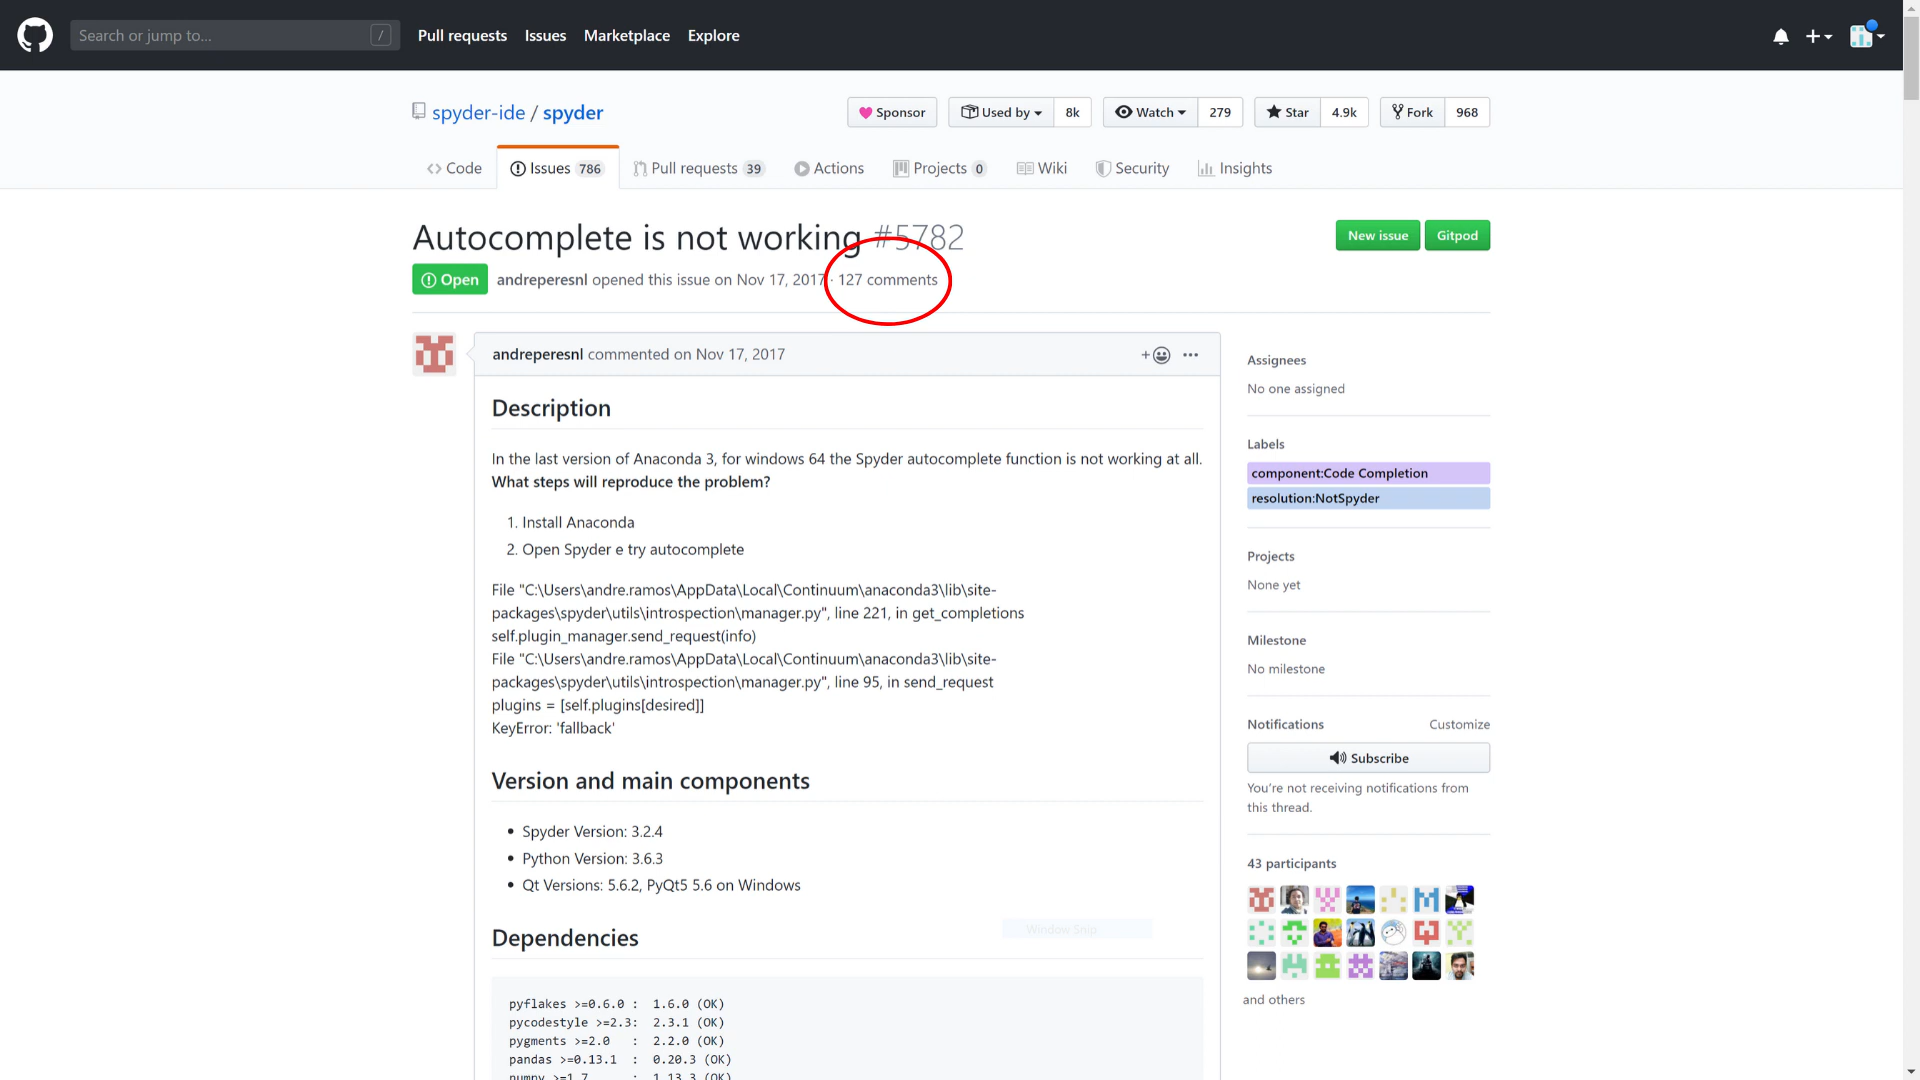 Search or jump to...
/
Pull requests Issues Marketplace Explore
spyder-ide / spyder
Sponsor
Used by 8k
Watch 279
Star 4.9k
Fork 968
Code
Issues 786
Pull requests 39
Actions
Projects 0
Wiki
Security
Insights
Autocomplete is not working #5782
New issue
Gitpod
Open andreperesnl opened this issue on Nov 17, 2017 · 127 comments
andreperesnl commented on Nov 17, 2017
Description
In the last version of Anaconda 3, for windows 64 the Spyder autocomplete function is not working at all.
What steps will reproduce the problem?
1. Install Anaconda
2. Open Spyder e try autocomplete
File "C:\Users\andre.ramos\AppData\Local\Continuum\anaconda3\lib\site-
packages\spyder\utils\introspection\manager.py", line 221, in get_completions
self.plugin_manager.send_request(info)
File "C:\Users\andre.ramos\AppData\Local\Continuum\anaconda3\lib\site-
packages\spyder\utils\introspection\manager.py", line 95, in send_request
plugins = [self.plugins[desired]]
KeyError: 'fallback'
Version and main components
• Spyder Version: 3.2.4
• Python Version: 3.6.3
• Qt Versions: 5.6.2, PyQt5 5.6 on Windows
Window Snip
Dependencies
pyflakes >=0.6.0 : 1.6.0 (OK)
pycodestyle >=2.3: 2.3.1 (OK)
pygments >=2.0 : 2.2.0 (OK)
pandas >=0.13.1 : 0.20.3 (OK)
numpy >=1.7 : 1.13.3 (OK)
Assignees
No one assigned
Labels
component:Code Completion
resolution:NotSpyder
Projects
None yet
Milestone
No milestone
Notifications Customize
Subscribe
You're not receiving notifications from
this thread.
43 participants
and others